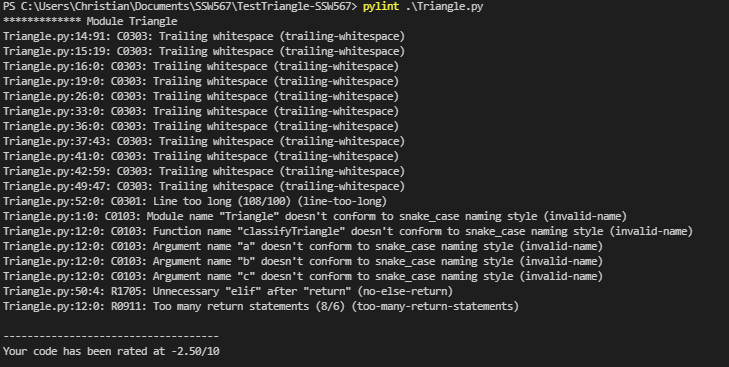 PS C:\Users\Christian\Documents\SSW567\TestTriangle-SSW567> pylint .\Triangle.py
************* Module Triangle
Triangle.py:14:91: C0303: Trailing whitespace (trailing-whitespace)
Triangle.py:15:19: C0303: Trailing whitespace (trailing-whitespace)
Triangle.py:16:0: C0303: Trailing whitespace (trailing-whitespace)
Triangle.py:19:0: C0303: Trailing whitespace (trailing-whitespace)
Triangle.py:26:0: C0303: Trailing whitespace (trailing-whitespace)
Triangle.py:33:0: C0303: Trailing whitespace (trailing-whitespace)
Triangle.py:36:0: C0303: Trailing whitespace (trailing-whitespace)
Triangle.py:37:43: C0303: Trailing whitespace (trailing-whitespace)
Triangle.py:41:0: C0303: Trailing whitespace (trailing-whitespace)
Triangle.py:42:59: C0303: Trailing whitespace (trailing-whitespace)
Triangle.py:49:47: C0303: Trailing whitespace (trailing-whitespace)
Triangle.py:52:0: C0301: Line too long (108/100) (line-too-long)
Triangle.py:1:0: C0103: Module name "Triangle" doesn't conform to snake_case naming style (invalid-name)
Triangle.py:12:0: C0103: Function name "classifyTriangle" doesn't conform to snake_case naming style (invalid-name)
Triangle.py:12:0: C0103: Argument name "a" doesn't conform to snake_case naming style (invalid-name)
Triangle.py:12:0: C0103: Argument name "b" doesn't conform to snake_case naming style (invalid-name)
Triangle.py:12:0: C0103: Argument name "c" doesn't conform to snake_case naming style (invalid-name)
Triangle.py:50:4: R1705: Unnecessary "elif" after "return" (no-else-return)
Triangle.py:12:0: R0911: Too many return statements (8/6) (too-many-return-statements)
------------------------------------
Your code has been rated at -2.50/10